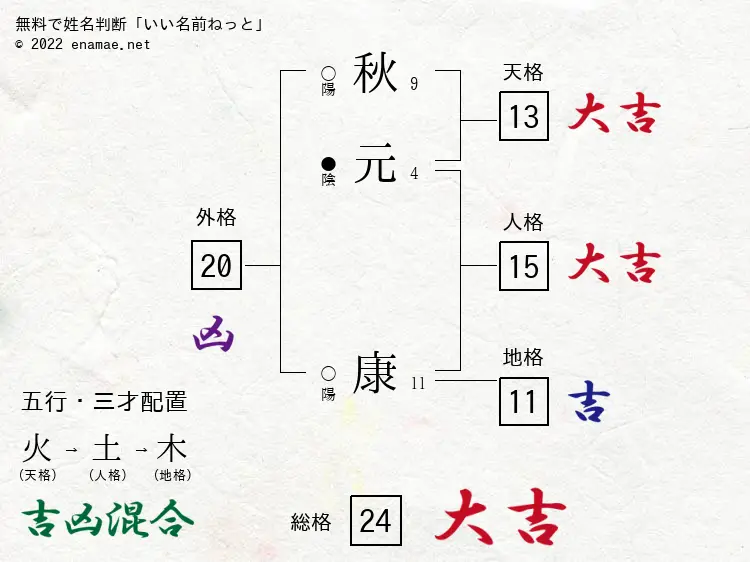 無料で姓名判断「いい名前ねっと」
© 2022 enamae.net
秋 9
○陽
元 4
●陰
康 11
○陽
天格
13 大吉
人格
15 大吉
地格
11 吉
外格
20
凶
五行・三才配置
火→土→木
(天格) (人格) (地格)
吉凶混合
総格 24 大吉